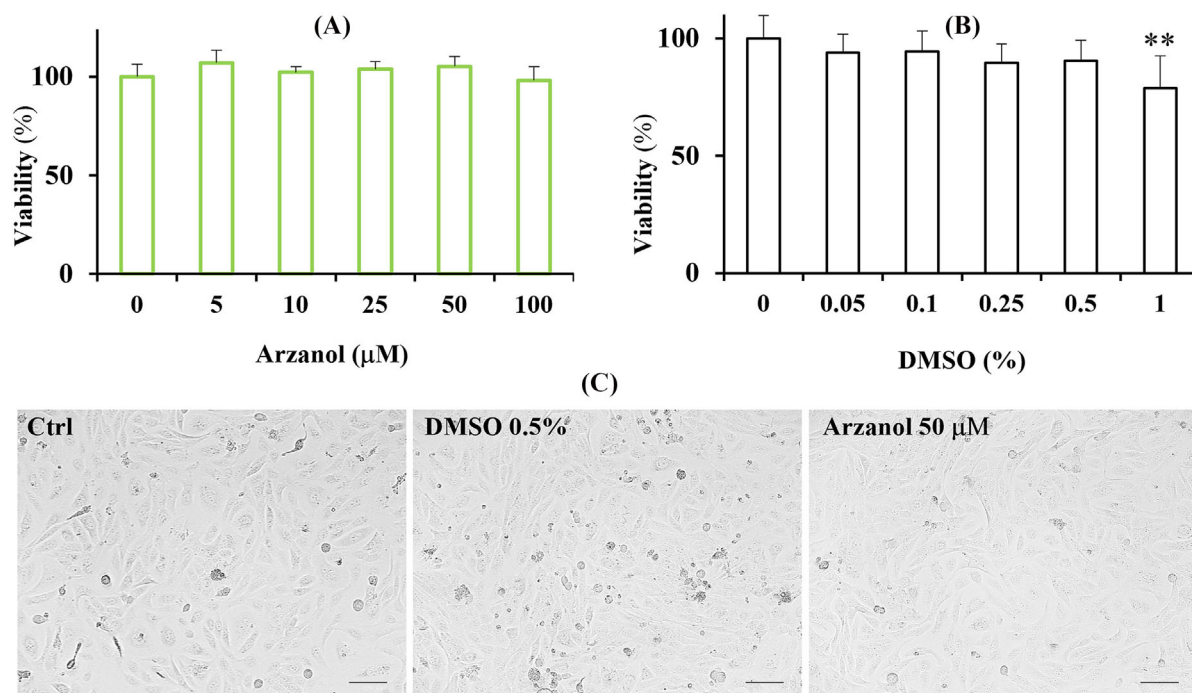 (A)
Viability (%)
100
50
0
0 5 10 25 50 100
Arzanol (μM)
(B)
**
Viability (%)
100
50
0
0 0.05 0.1 0.25 0.5 1
DMSO (%)
(C)
Ctrl
DMSO 0.5%
Arzanol 50 μM